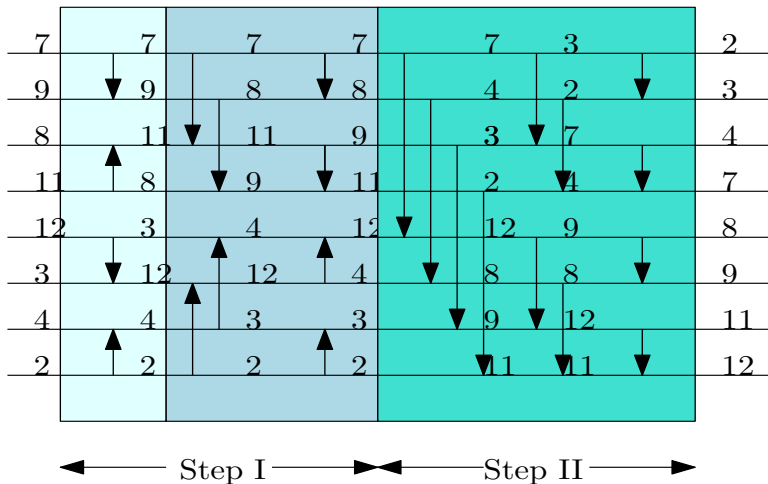 7 7 7 7 7 3 2
9 9 8 8 4 2 3
8 11 11 9 3 7 4
11 8 9 11 2 4 7
12 3 4 12 12 9 8
3 12 12 4 8 8 9
4 4 3 3 9 12 11
2 2 2 2 11 11 12
Step I Step II